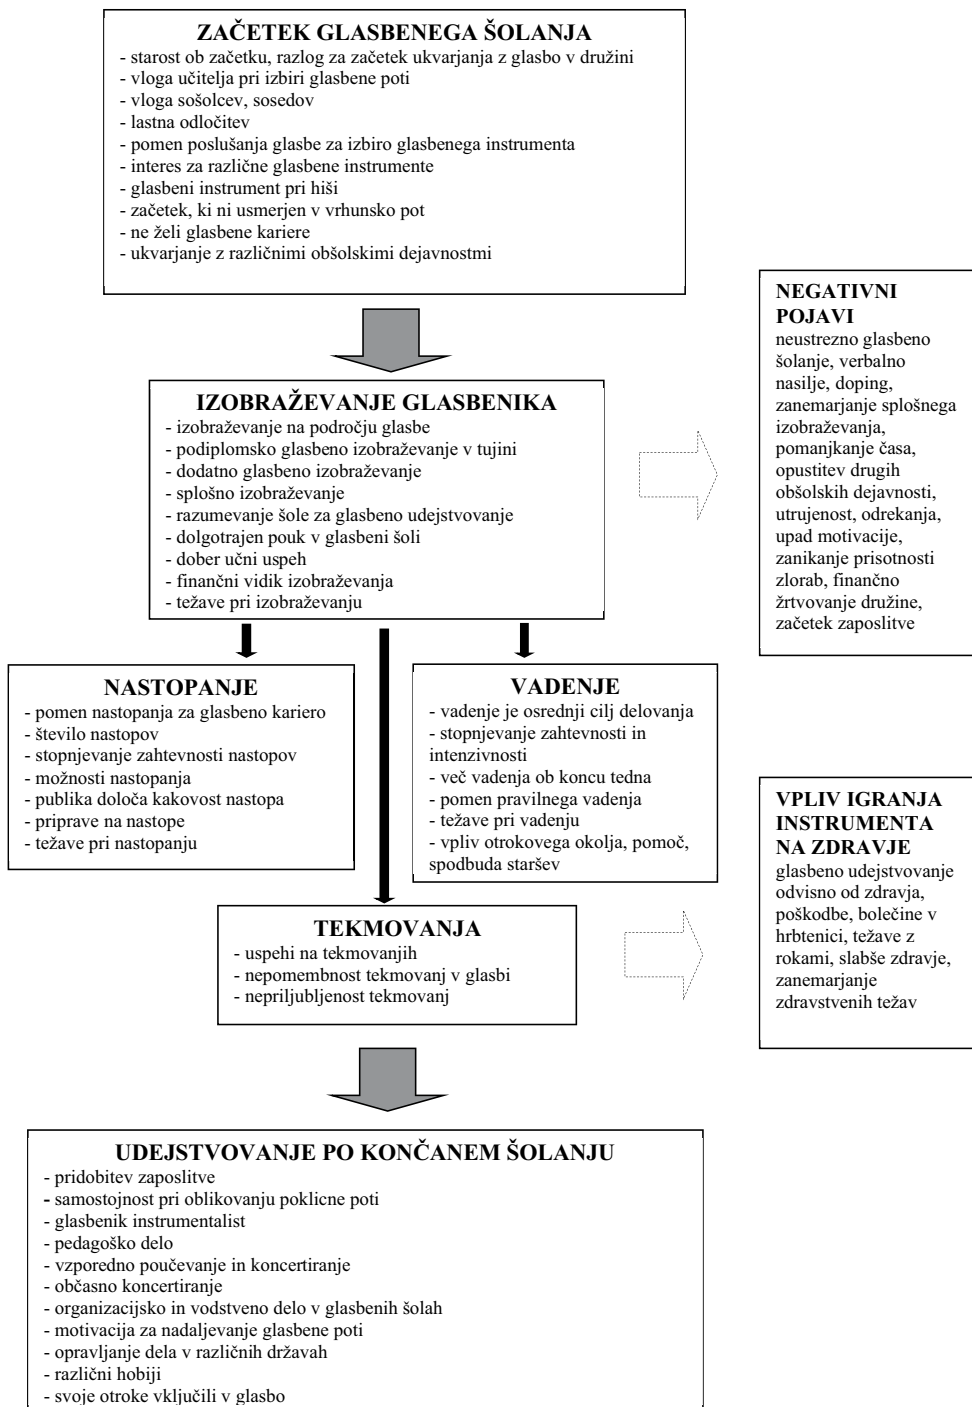 ZAČETEK GLASBENEGA ŠOLANJA
- starost ob začetku, razlog za začetek ukvarjanja z glasbo v družini
- vloga učitelja pri izbiri glasbene poti
- vloga sošolcev, sosedov
- lastna odločitev
- pomen poslušanja glasbe za izbiro glasbenega instrumenta
- interes za različne glasbene instrumente
- glasbeni instrument pri hiši
- začetek, ki ni usmerjen v vrhunsko pot
- ne želi glasbene kariere
- ukvarjanje z različnimi obšolskimi dejavnostmi
NEGATIVNI
POJAVI
neustrezno glasbeno
šolanje, verbalno
nasilje, doping,
zanemarjanje splošnega
izobraževanja,
pomanjkanje časa,
opustitev drugih
obšolskih dejavnosti,
utrujenost, odrekanja,
upad motivacije,
zanikanje prisotnosti
zlorab, finančno
žrtvovanje družine,
začetek zaposlitve
IZOBRAŽEVANJE GLASBENIKA
- izobraževanje na področju glasbe
- podiplomsko glasbeno izobraževanje v tujini
- dodatno glasbeno izobraževanje
- splošno izobraževanje
- razumevanje šole za glasbeno udejstvovanje
- dolgotrajen pouk v glasbeni šoli
- dober učni uspeh
- finančni vidik izobraževanja
- težave pri izobraževanju
NASTOPANJE
- pomen nastopanja za glasbeno kariero
- število nastopov
- stopnjevanje zahtevnosti nastopov
- možnosti nastopanja
- publika določa kakovost nastopa
- priprave na nastope
- težave pri nastopanju
VADENJE
- vadenje je osrednji cilj delovanja
- stopnjevanje zahtevnosti in
intenzivnosti
- več vadenja ob koncu tedna
- pomen pravilnega vadenja
- težave pri vadenju
- vpliv otrokovega okolja, pomoč,
spodbuda staršev
VPLIV IGRANJA
INSTRUMENTA
NA ZDRAVJE
glasbeno udejstvovanje
odvisno od zdravja,
poškodbe, bolečine v
hrbtenici, težave z
rokami, slabše zdravje,
zanemarjanje
zdravstvenih težav
TEKMOVANJA
- uspehi na tekmovanjih
- nepomembnost tekmovanj v glasbi
- nepriljubljenost tekmovanj
UDEJSTVOVANJE PO KONČANEM ŠOLANJU
- pridobitev zaposlitve
- samostojnost pri oblikovanju poklicne poti
- glasbenik instrumentalist
- pedagoško delo
- vzporedno poučevanje in koncertiranje
- občasno koncertiranje
- organizacijsko in vodstveno delo v glasbenih šolah
- motivacija za nadaljevanje glasbene poti
- opravljanje dela v različnih državah
- različni hobiji
- svoje otroke vključili v glasbo